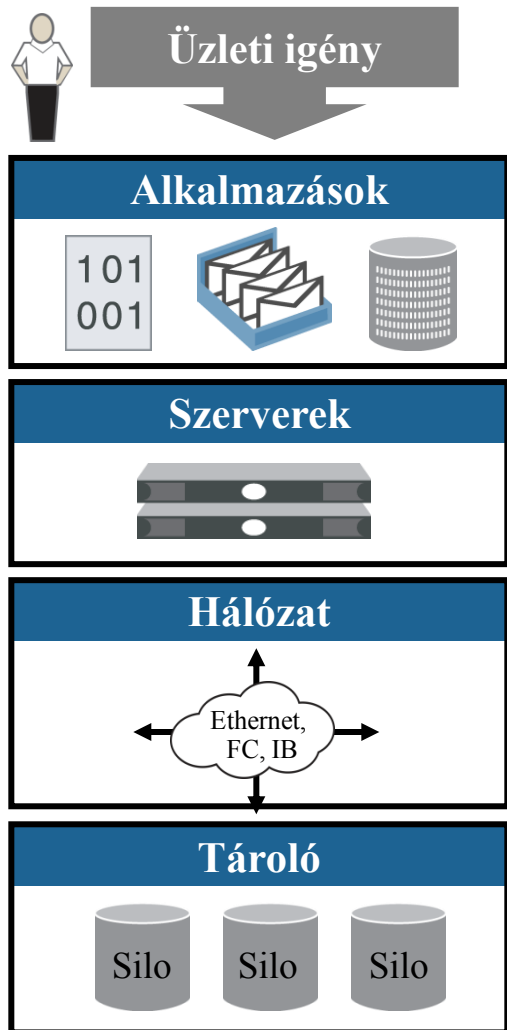 Üzleti igény
Alkalmazások
101
001
Szerverek
Hálózat
Ethernet,
FC, IB
Tároló
Silo Silo Silo